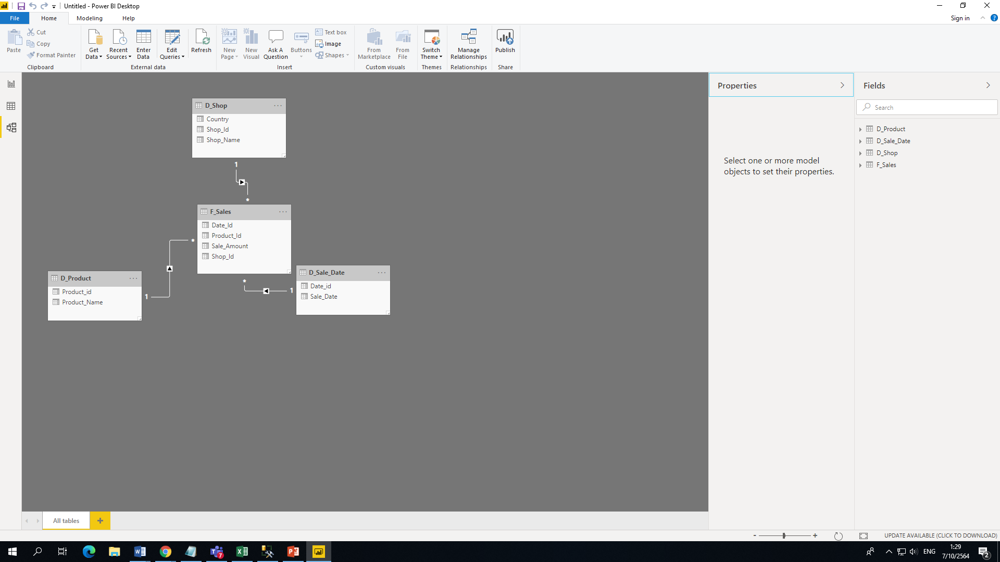 Untitled - Power BI Desktop
File
Home
Modeling
Help
Sign in
Paste
Cut
Copy
Format Painter
Clipboard
Get Data
Recent Sources
Enter Data
Edit Queries
Refresh
External data
New Page
New Visual
Ask A Question
Buttons
Text box
Image
Shapes
Insert
From Marketplace
From File
Custom visuals
Switch Theme
Themes
Manage Relationships
Relationships
Publish
Share
D_Shop
Country
Shop_Id
Shop_Name
1
*
F_Sales
Date_Id
Product_Id
Sale_Amount
Shop_Id
*
D_Product
Product_id
Product_Name
1
*
1
D_Sale_Date
Date_id
Sale_Date
Properties
Select one or more model
objects to set their properties.
Fields
Search
D_Product
D_Sale_Date
D_Shop
F_Sales
All tables
+
- +
UPDATE AVAILABLE (CLICK TO DOWNLOAD)
7
ENG
1:29
7/10/2564
2